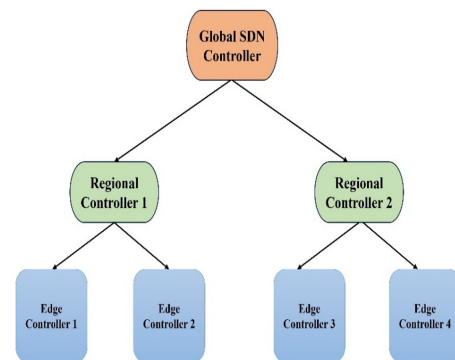 Global SDN
Controller
Regional
Controller 1
Regional
Controller 2
Edge
Controller 1
Edge
Controller 2
Edge
Controller 3
Edge
Controller 4